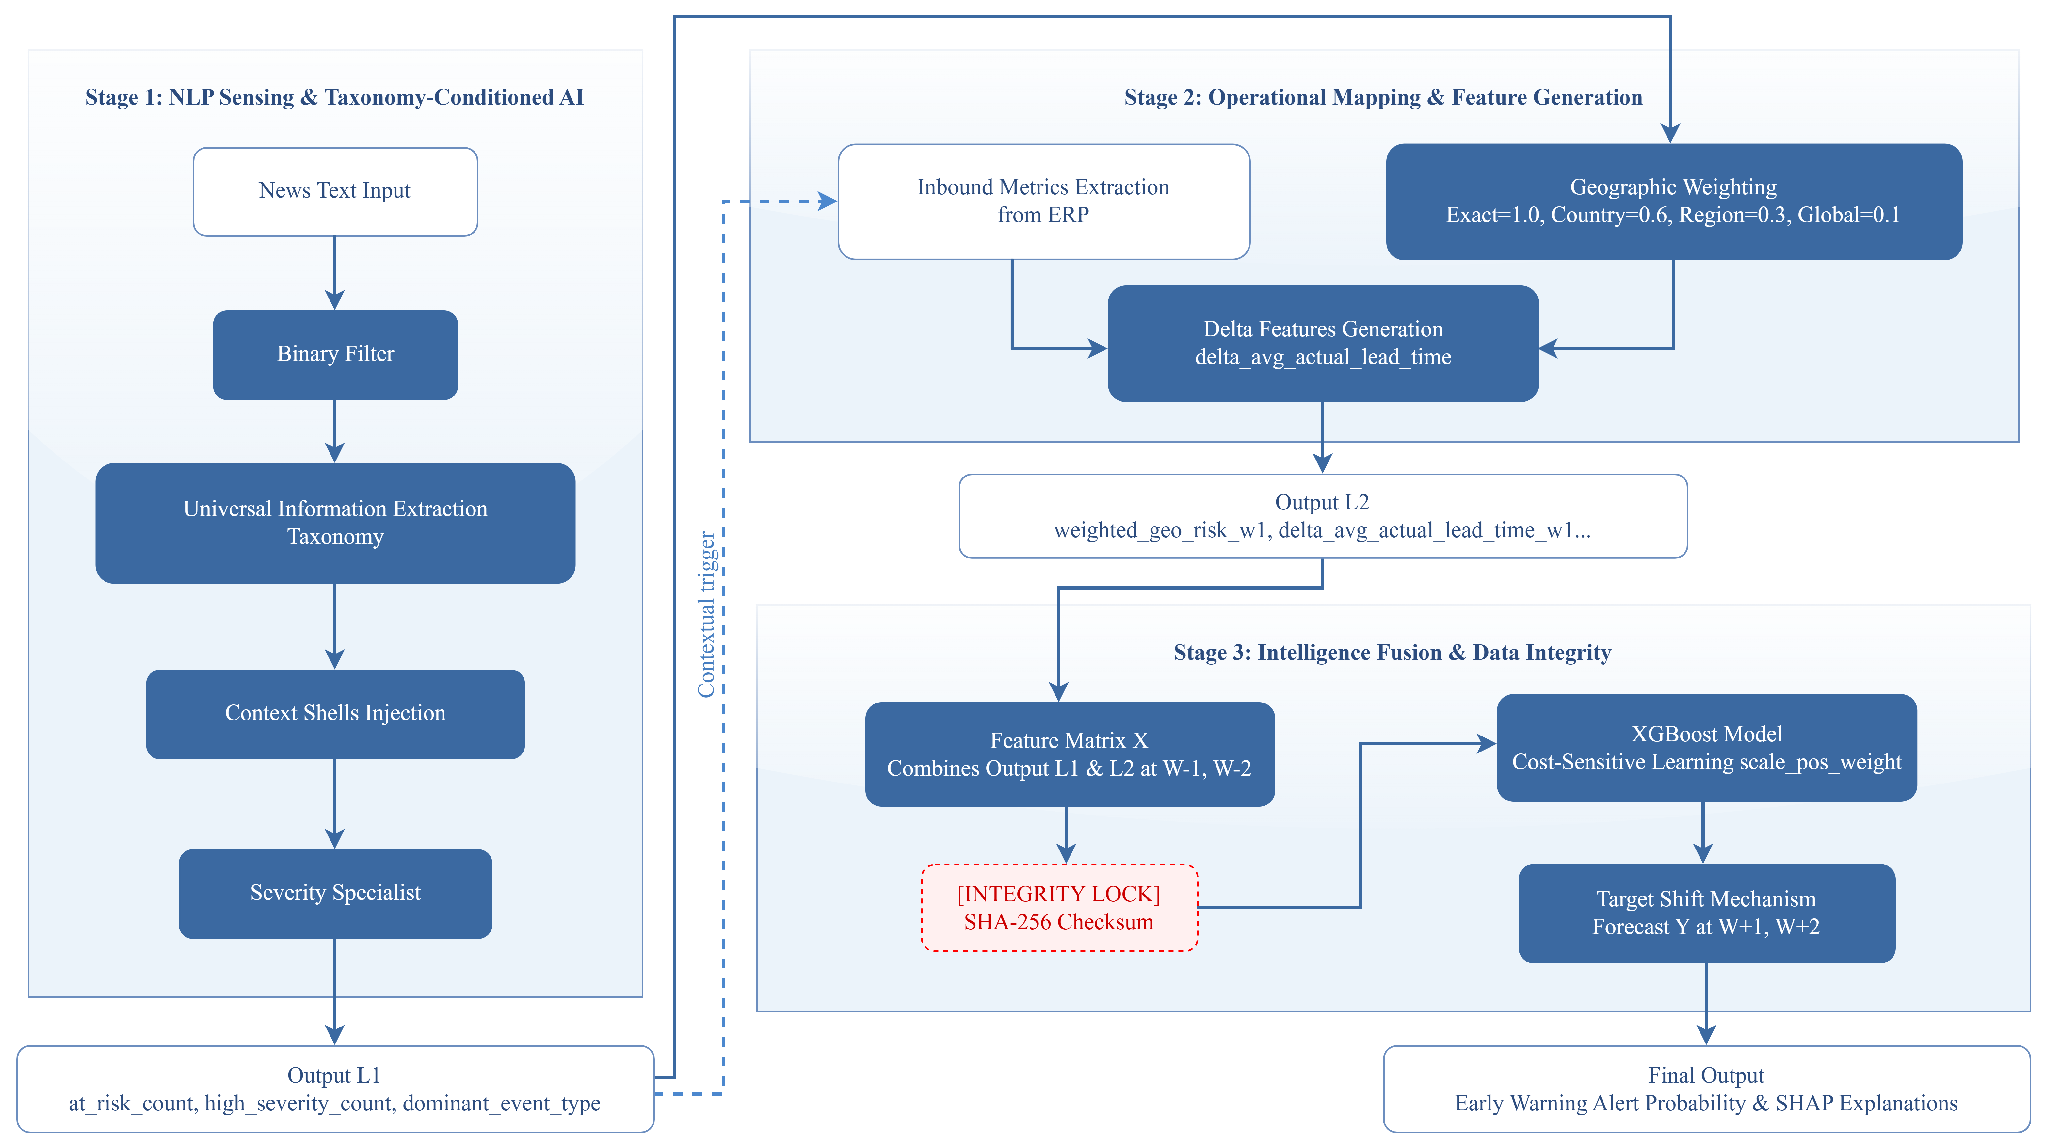 Stage 1: NLP Sensing & Taxonomy-Conditioned AI
News Text Input
Binary Filter
Universal Information Extraction
Taxonomy
Context Shells Injection
Severity Specialist
Output L1
at_risk_count, high_severity_count, dominant_event_type
Contextual trigger
Stage 2: Operational Mapping & Feature Generation
Inbound Metrics Extraction
from ERP
Geographic Weighting
Exact=1.0, Country=0.6, Region=0.3, Global=0.1
Delta Features Generation
delta_avg_actual_lead_time
Output L2
weighted_geo_risk_w1, delta_avg_actual_lead_time_w1...
Stage 3: Intelligence Fusion & Data Integrity
Feature Matrix X
Combines Output L1 & L2 at W-1, W-2
[INTEGRITY LOCK]
SHA-256 Checksum
XGBoost Model
Cost-Sensitive Learning scale_pos_weight
Target Shift Mechanism
Forecast Y at W+1, W+2
Final Output
Early Warning Alert Probability & SHAP Explanations